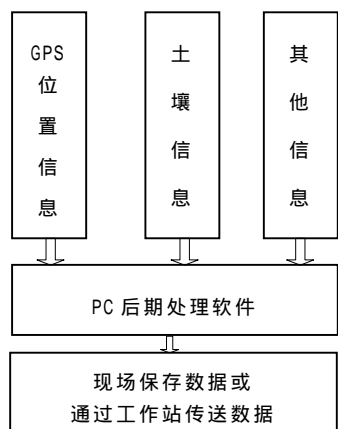 GPS
位
置
信
息
土
壤
信
息
其
他
信
息
PC 后期处理软件
现场保存数据或
通过工作站传送数据